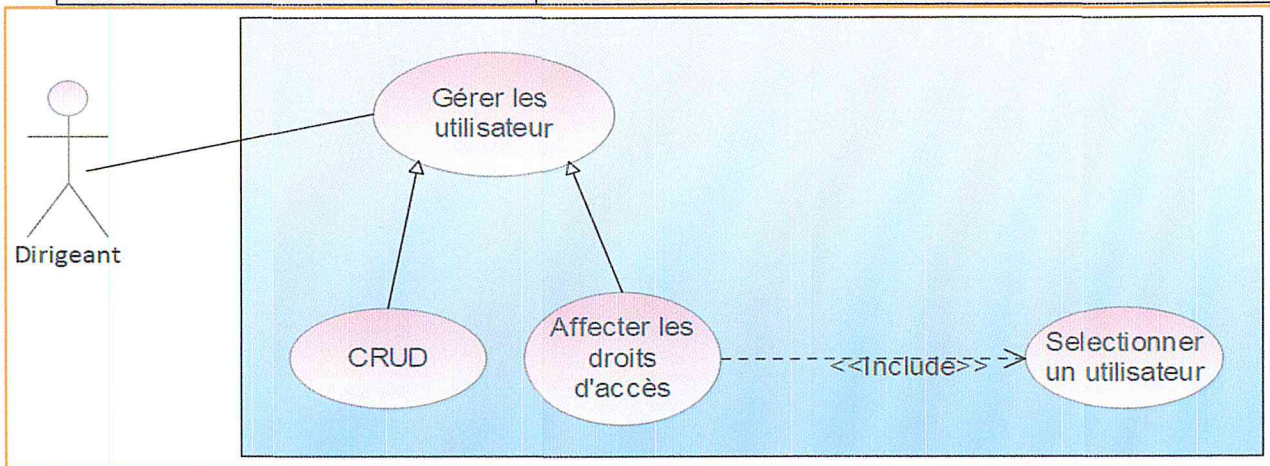 Gérer les
utilisateur
Dirigeant
CRUD
Affecter les
droits
d'accès
<<Include>>
Selectionner
un utilisateur